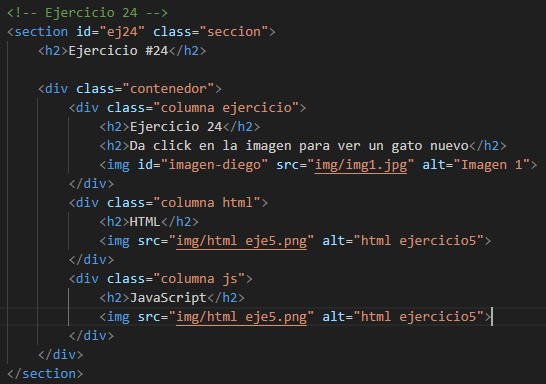 <!-- Ejercicio 24 -->
<section id="ej24" class="seccion">
<h2>Ejercicio #24</h2>
<div class="contenedor">
<div class="columna ejercicio">
<h2>Ejercicio 24</h2>
<h2>Da click en la imagen para ver un gato nuevo</h2>
<img id="imagen-diego" src="img/img1.jpg" alt="Imagen 1">
</div>
<div class="columna html">
<h2>HTML</h2>
<img src="img/html eje5.png" alt="html ejercicio5">
</div>
<div class="columna js">
<h2>JavaScript</h2>
<img src="img/html eje5.png" alt="html ejercicio5">
</div>
</div>
</section>